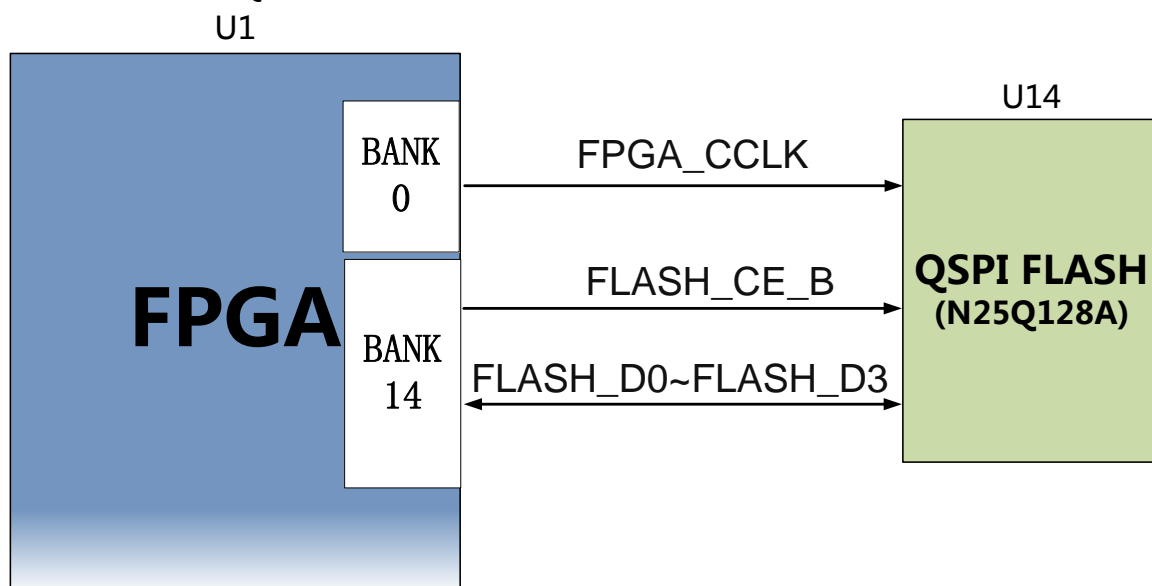 U1
U14
BANK
0
FPGA_CCLK
FPGA
FLASH_CE_B
QSPI FLASH
(N25Q128A)
BANK
14
FLASH_D0~FLASH_D3